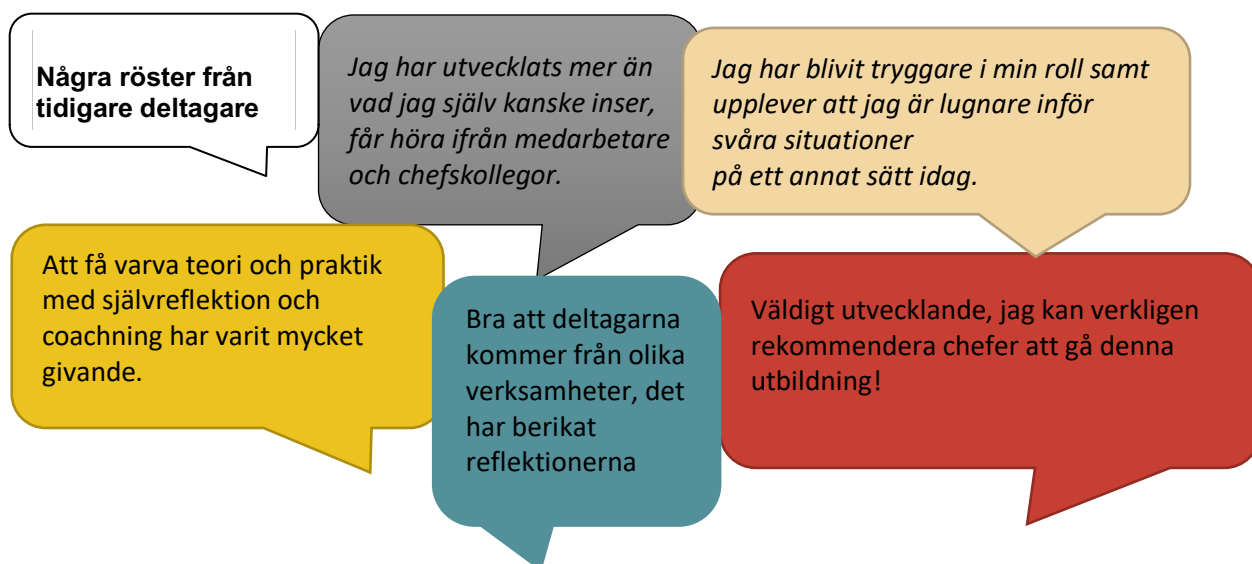 Några röster från
tidigare deltagare
Jag har utvecklats mer än
vad jag själv kanske inser,
får höra ifrån medarbetare
och chefskollegor.
Jag har blivit tryggare i min roll samt
upplever att jag är lugnare inför
svåra situationer
på ett annat sätt idag.
Att få varva teori och praktik
med självreflektion och
coachning har varit mycket
givande.
Bra att deltagarna
kommer från olika
verksamheter, det
har berikat
reflektionerna
Väldigt utvecklande, jag kan verkligen
rekommendera chefer att gå denna
utbildning!